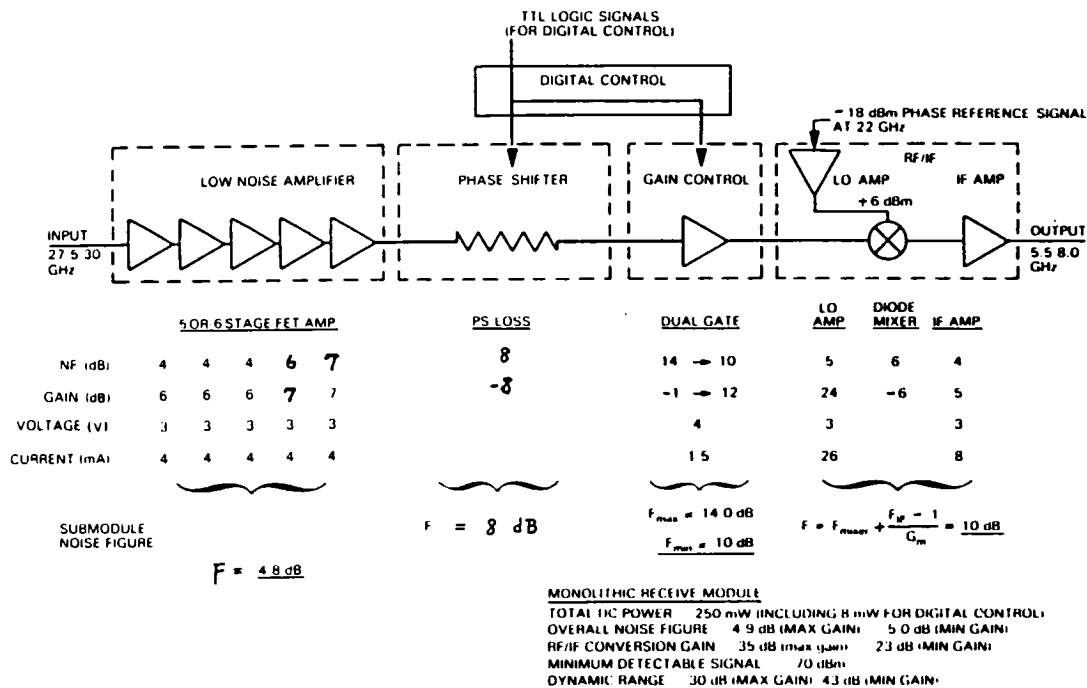 TTL LOGIC SIGNALS
(FOR DIGITAL CONTROL)
DIGITAL CONTROL
- 18 dBm PHASE REFERENCE SIGNAL
AT 22 GHz
RF/IF
LOW NOISE AMPLIFIER
PHASE SHIFTER
GAIN CONTROL
LO AMP
IF AMP
+6 dBm
INPUT
27 5 30
GHz
OUTPUT
5.5 8.0
GHz
5 OR 6 STAGE FET AMP
PS LOSS
DUAL GATE
LO AMP
DIODE MIXER
IF AMP
NF (dB) 4 4 4 6 7 8 14 → 10 5 6 4
GAIN (dB) 6 6 6 7 7 -8 -1 → 12 24 -6 5
VOLTAGE (V) 3 3 3 3 3 4 3 3
CURRENT (mA) 4 4 4 4 4 1 5 26 8
SUBMODULE
NOISE FIGURE
F = 4 8 dB
F = 8 dB
Fmax = 14 0 dB
Fmin = 10 dB
F = Fmixer + (FIF - 1)/Gm = 10 dB
MONOLITHIC RECEIVE MODULE
TOTAL DC POWER 250 mW (INCLUDING 8 mW FOR DIGITAL CONTROL)
OVERALL NOISE FIGURE 4 9 dB (MAX GAIN) 5 0 dB (MIN GAIN)
RF/IF CONVERSION GAIN 35 dB (max gain) 23 dB (MIN GAIN)
MINIMUM DETECTABLE SIGNAL 70 dBm
DYNAMIC RANGE 30 dB (MAX GAIN) 43 dB (MIN GAIN)